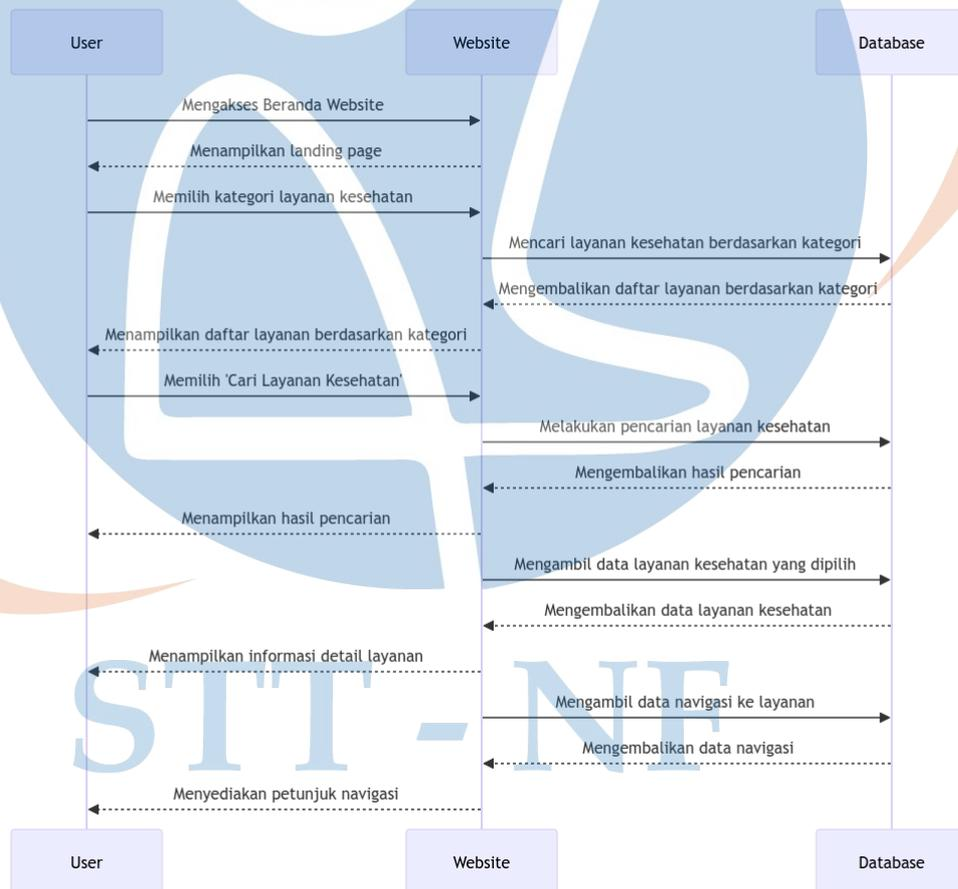 User Website Database
Mengakses Beranda Website
Menampilkan landing page
Memilih kategori layanan kesehatan
Mencari layanan kesehatan berdasarkan kategori
Mengembalikan daftar layanan berdasarkan kategori
Menampilkan daftar layanan berdasarkan kategori
Memilih 'Cari Layanan Kesehatan'
Melakukan pencarian layanan kesehatan
Mengembalikan hasil pencarian
Menampilkan hasil pencarian
Mengambil data layanan kesehatan yang dipilih
Mengembalikan data layanan kesehatan
Menampilkan informasi detail layanan
Mengambil data navigasi ke layanan
STT - NF
Mengembalikan data navigasi
Menyediakan petunjuk navigasi
User Website Database